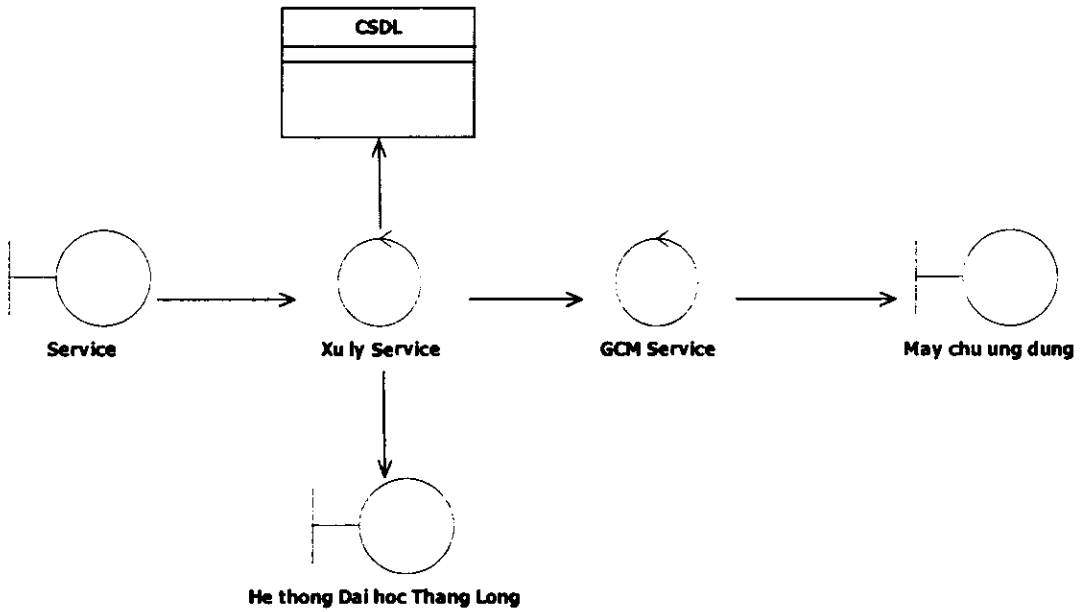 CSDL
Service
Xu ly Service
GCM Service
May chu ung dung
He thong Dai hoc Thang Long